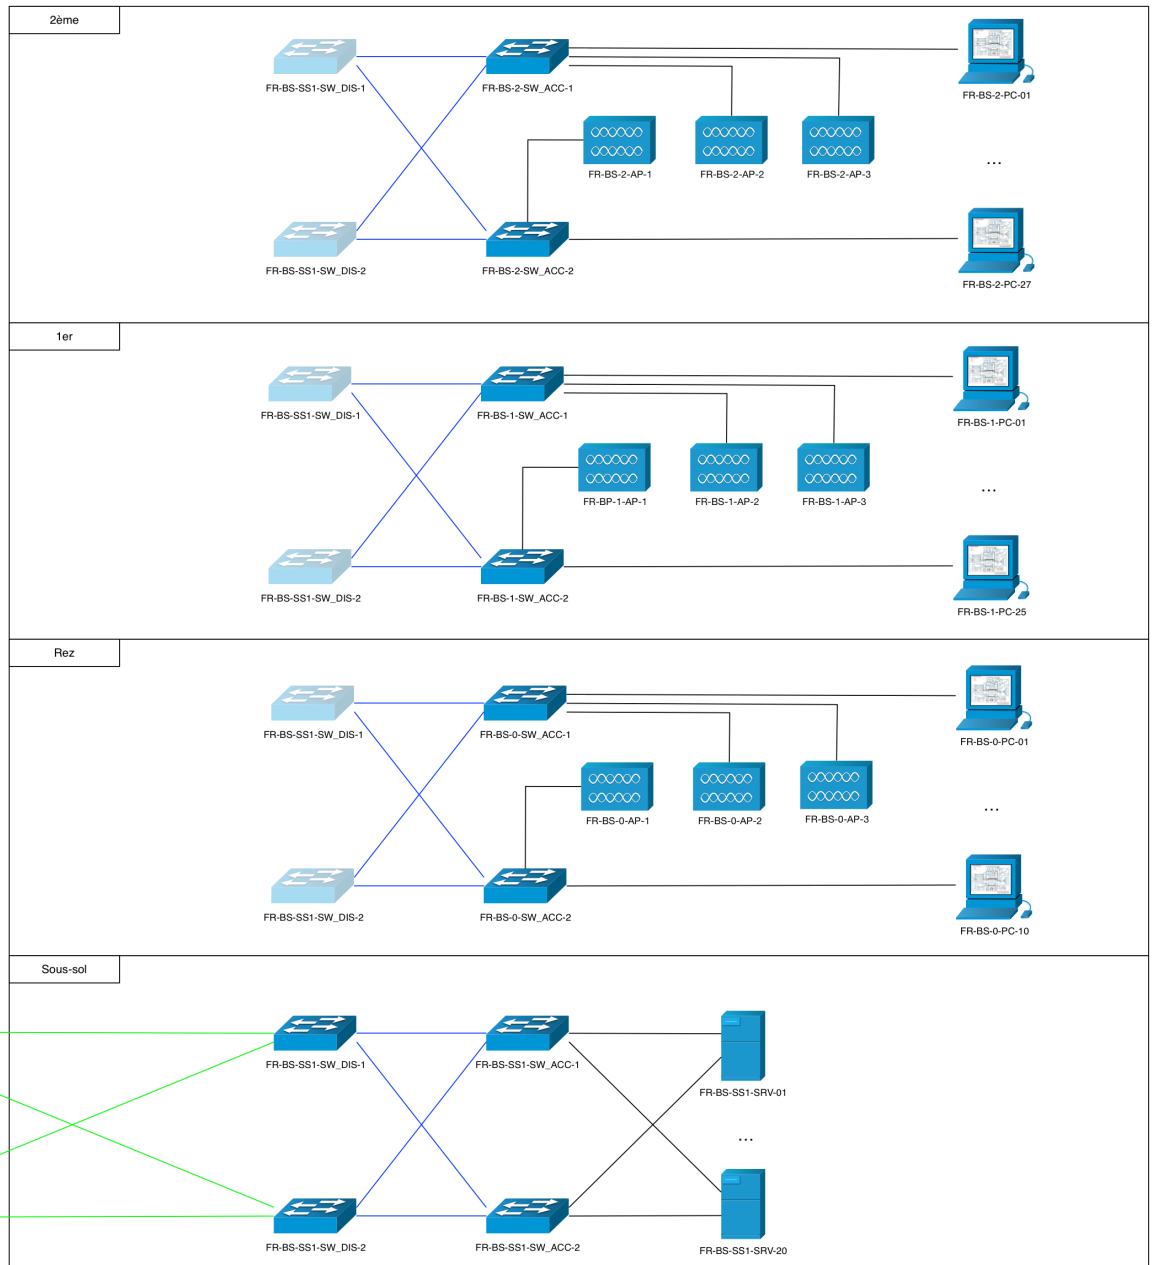 2ème
FR-BS-SS1-SW_DIS-1
FR-BS-2-SW_ACC-1
FR-BS-2-PC-01
FR-BS-2-AP-1
FR-BS-2-AP-2
FR-BS-2-AP-3
...
FR-BS-SS1-SW_DIS-2
FR-BS-2-SW_ACC-2
FR-BS-2-PC-27
1er
FR-BS-SS1-SW_DIS-1
FR-BS-1-SW_ACC-1
FR-BS-1-PC-01
FR-BP-1-AP-1
FR-BS-1-AP-2
FR-BS-1-AP-3
...
FR-BS-SS1-SW_DIS-2
FR-BS-1-SW_ACC-2
FR-BS-1-PC-25
Rez
FR-BS-SS1-SW_DIS-1
FR-BS-0-SW_ACC-1
FR-BS-0-PC-01
FR-BS-0-AP-1
FR-BS-0-AP-2
FR-BS-0-AP-3
...
FR-BS-SS1-SW_DIS-2
FR-BS-0-SW_ACC-2
FR-BS-0-PC-10
Sous-sol
FR-BS-SS1-SW_DIS-1
FR-BS-SS1-SW_ACC-1
FR-BS-SS1-SRV-01
...
FR-BS-SS1-SW_DIS-2
FR-BS-SS1-SW_ACC-2
FR-BS-SS1-SRV-20